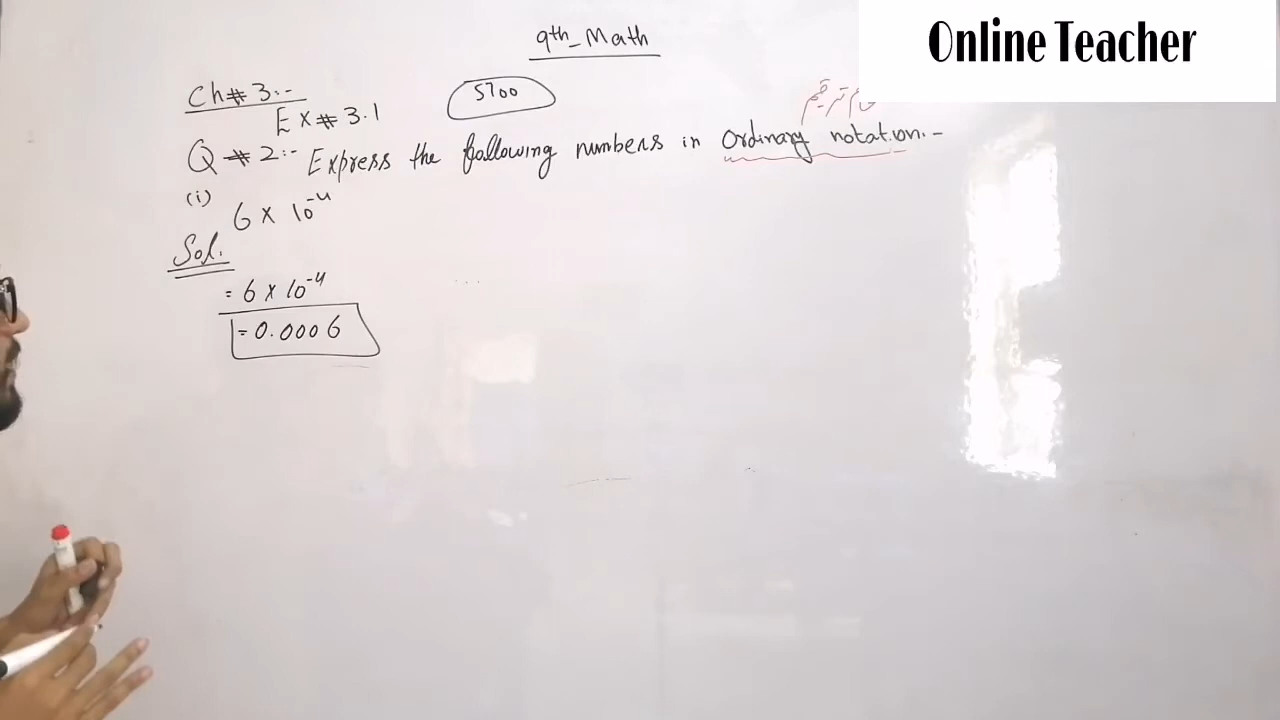 Online Teacher
9th_Math
Ch# 3:-
Ex# 3.1
5700
Q # 2:- Express the following numbers in Ordinary notation.-
(i)
6 x 10⁻⁴
Sol.
= 6 x 10⁻⁴
= 0.0006